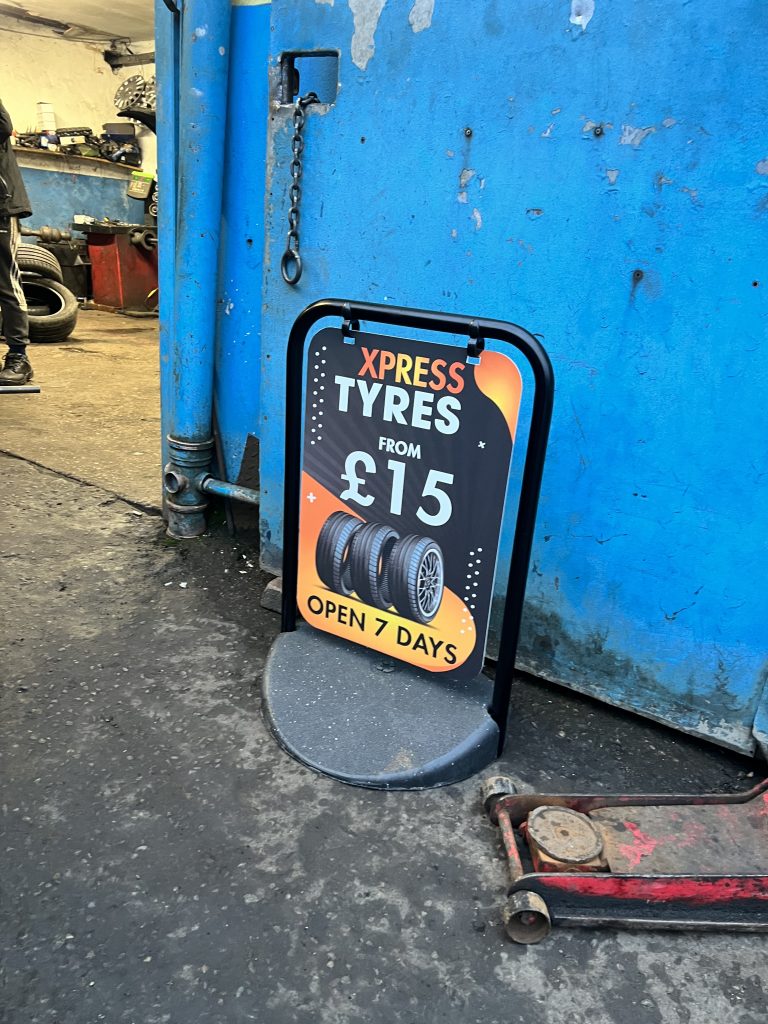 XPRESS
TYRES
FROM
£15
OPEN 7 DAYS